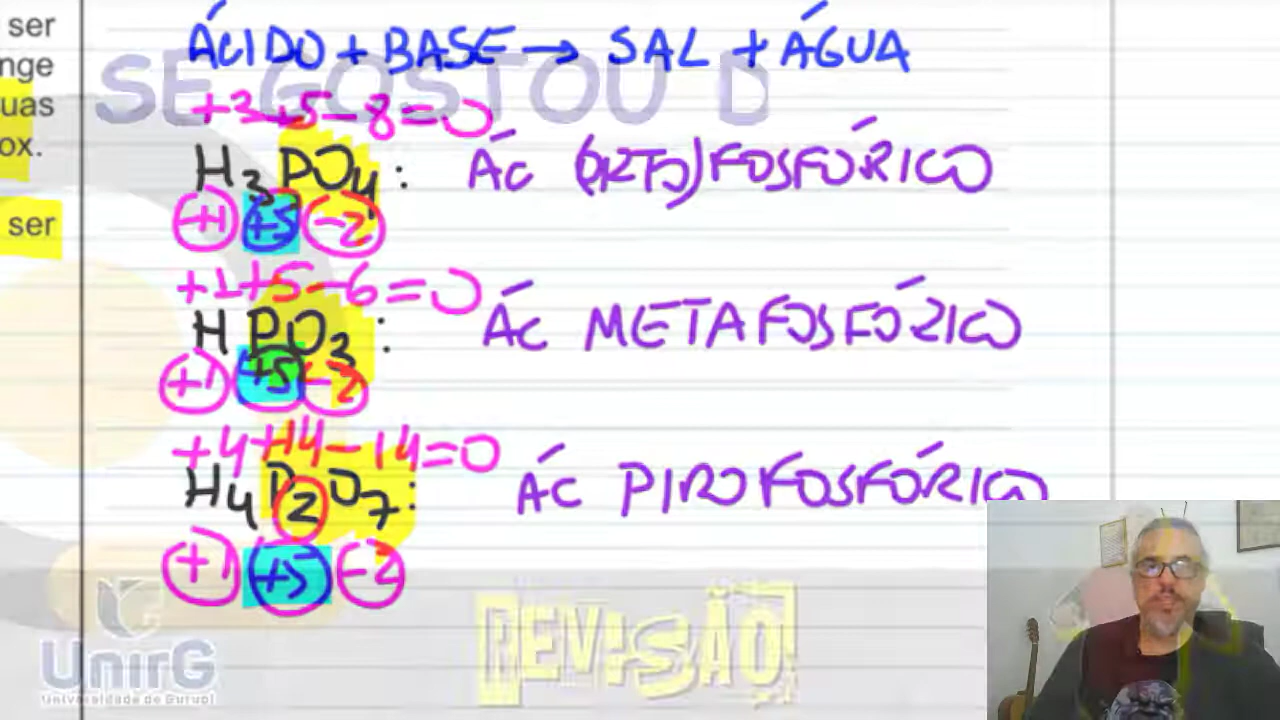 ser
nge
uas
ox.
ser
ÁCIDO + BASE → SAL + ÁGUA
SE GOSTOU D
+3+5-8=0
H3PO4: ÁC (ORTO)FOSFÓRICO
+1 +5 -2
+1+5-6=0
HPO3: ÁC METAFOSFÓRICO
+1 +5 -2
+4+14-14=0
H4P2O7: ÁC PIROFOSFÓRICO
+1 +5 -2
REVISÃO
UnirG
Universidade de Gurupi